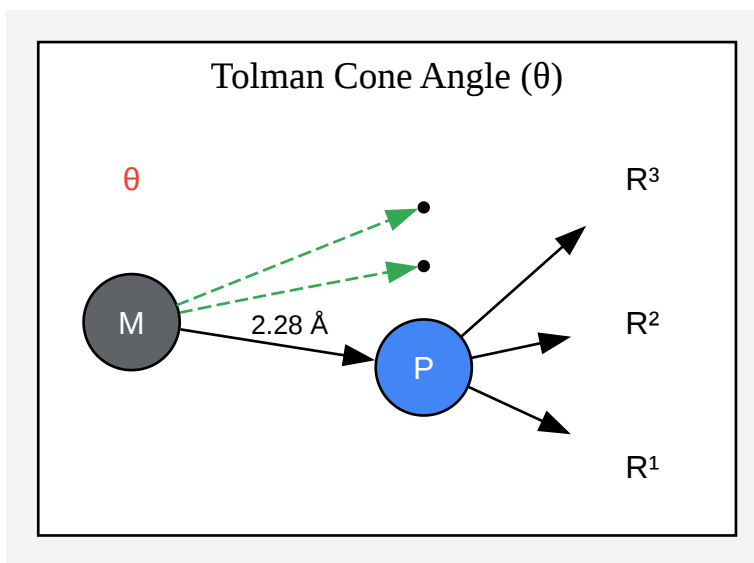 Tolman Cone Angle (θ)
θ
R³
M
2.28 Å
R²
P
R¹